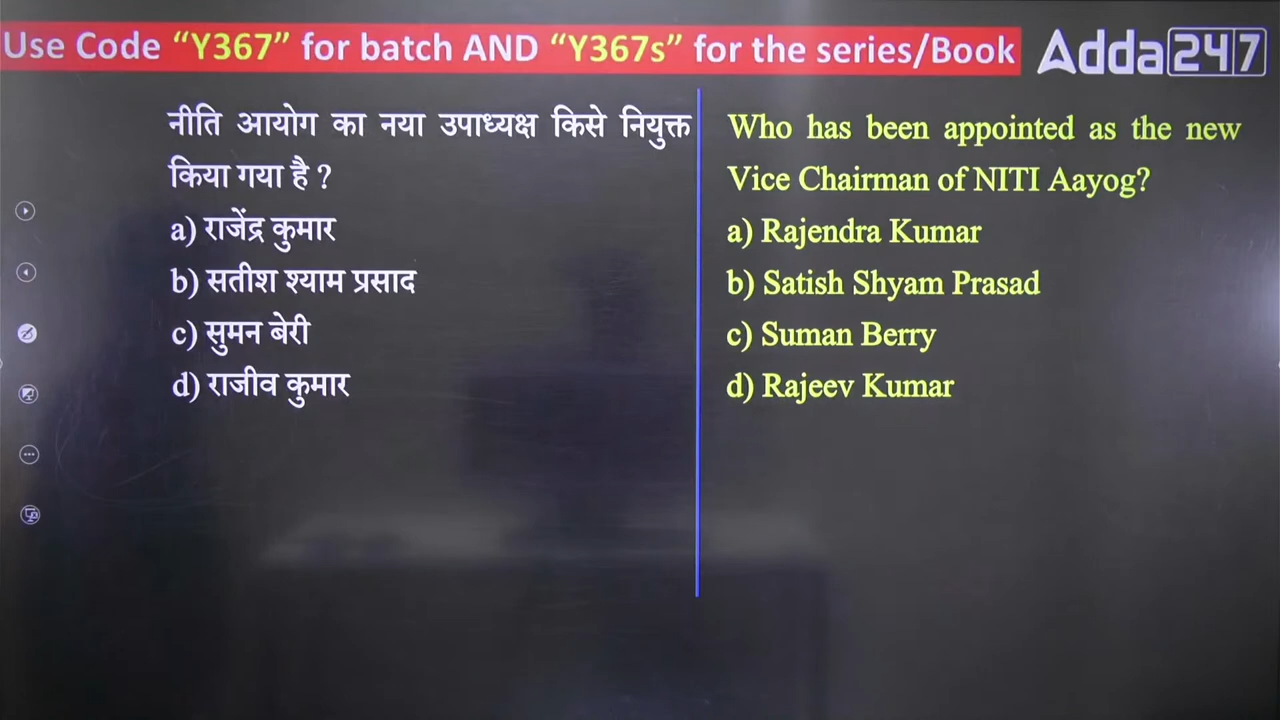 Use Code “Y367” for batch AND “Y367s” for the series/Book
Adda247
नीति आयोग का नया उपाध्यक्ष किसे नियुक्त
किया गया है ?
a) राजेंद्र कुमार
b) सतीश श्याम प्रसाद
c) सुमन बेरी
d) राजीव कुमार
Who has been appointed as the new
Vice Chairman of NITI Aayog?
a) Rajendra Kumar
b) Satish Shyam Prasad
c) Suman Berry
d) Rajeev Kumar